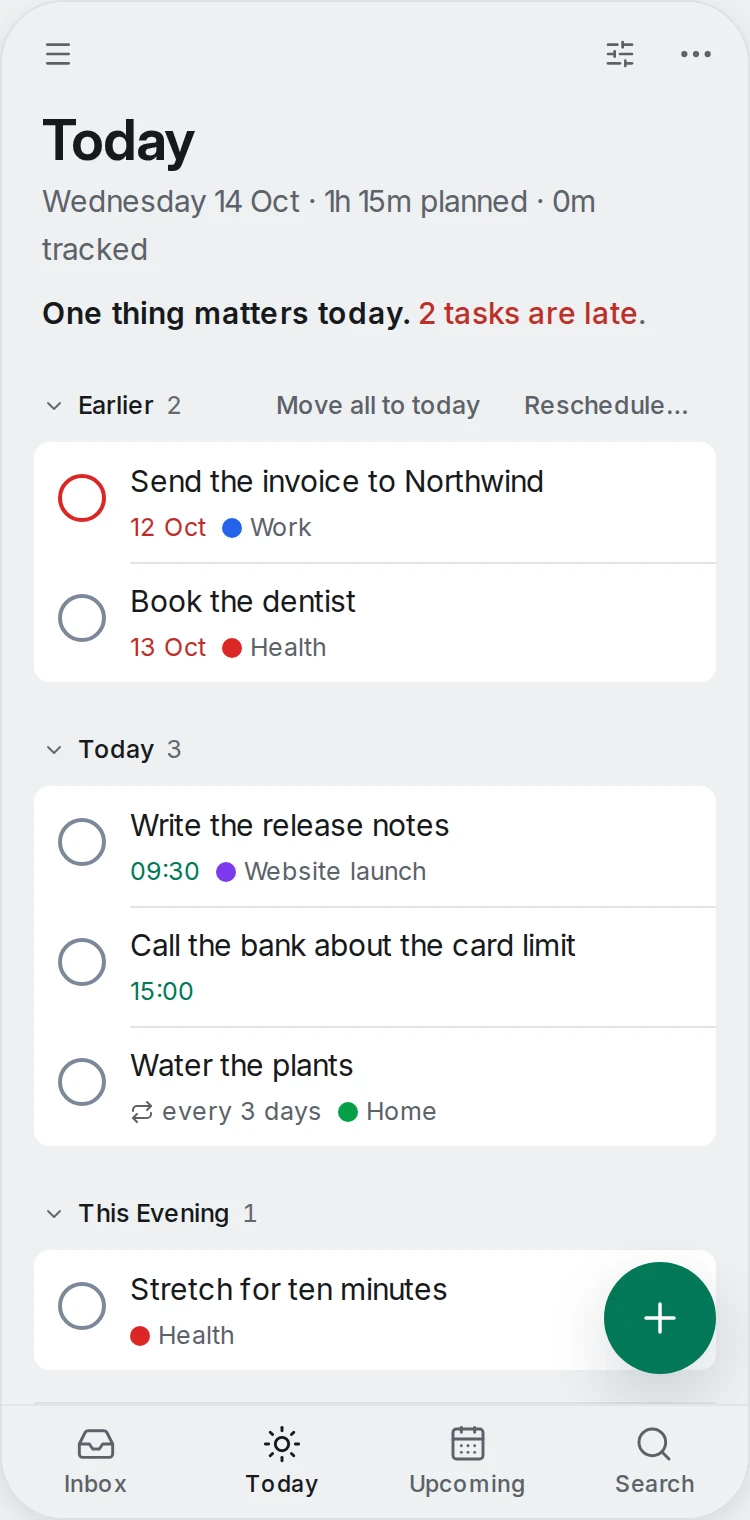 Today
Wednesday 14 Oct · 1h 15m planned · 0m
tracked
One thing matters today. 2 tasks are late.
Earlier 2 Move all to today Reschedule...
Send the invoice to Northwind
12 Oct Work
Book the dentist
13 Oct Health
Today 3
Write the release notes
09:30 Website launch
Call the bank about the card limit
15:00
Water the plants
every 3 days Home
This Evening 1
Stretch for ten minutes
Health
Inbox Today Upcoming Search